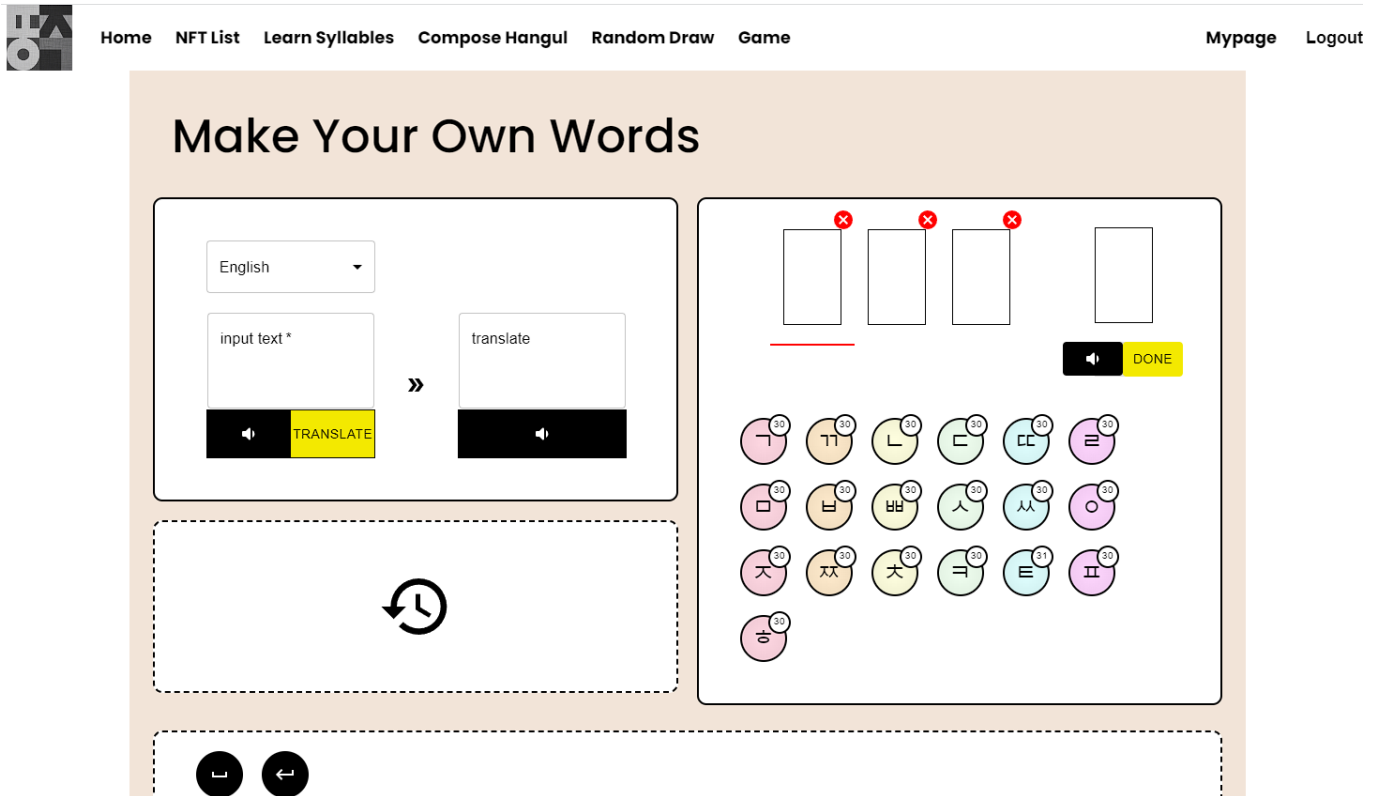 Home NFT List Learn Syllables Compose Hangul Random Draw Game Mypage Logout
Make Your Own Words
English
input text *
translate
TRANSLATE
DONE
ㄱ 30 ㄲ 30 ㄴ 30 ㄷ 30 ㄸ 30 ㄹ 30
ㅁ 30 ㅂ 30 ㅃ 30 ㅅ 30 ㅆ 30 ㅇ 30
ㅈ 30 ㅉ 30 ㅊ 30 ㅋ 30 ㅌ 31 ㅍ 30
ㅎ 30